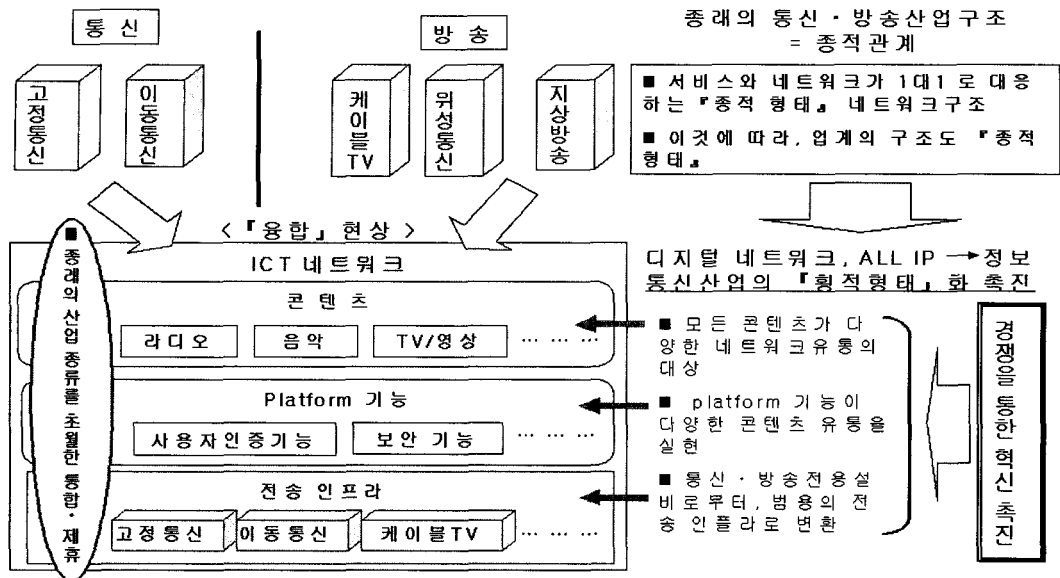 통 신
방 송
종래의 통신 · 방송산업구조
= 종적관계
고정통신
이동통신
케이블TV
위성통신
지상방송
■ 서비스와 네트워크가 1대1 로 대응
하는 『종적 형태』 네트워크구조
■ 이것에 따라, 업계의 구조도 『종적
형태』
< 『융합』 현상 >
■ 종래의 산업 종류를 초월한 통합· 제휴
ICT 네트워크
콘 텐 츠
라디오
음악
TV/영상
... ... ...
Platform 기능
사용자인증기능
보안 기능
... ... ...
전송 인프라
고정통신
이동통신
케이블TV
... ... ...
디지털 네트워크, ALL IP → 정보
통신산업의 『횡적형태』화 촉진
■ 모든 콘텐츠가 다
양한 네트워크유통의
대상
■ platform 기능이
다양한 콘텐츠 유통을
실현
■ 통신 · 방송전용설
비로부터, 범용의 전
송 인플라로 변환
경쟁을 통한 혁신 촉진